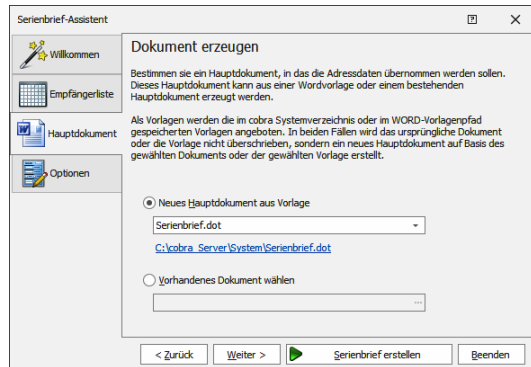 Serienbrief-Assistent
Willkommen
Empfängerliste
Hauptdokument
Optionen
Dokument erzeugen
Bestimmen sie ein Hauptdokument, in das die Adressdaten übernommen werden sollen.
Dieses Hauptdokument kann aus einer Wordvorlage oder einem bestehenden
Hauptdokument erzeugt werden.
Als Vorlagen werden die im cobra Systemverzeichnis oder im WORD-Vorlagenpfad
gespeicherten Vorlagen angeboten. In beiden Fällen wird das ursprüngliche Dokument
oder die Vorlage nicht überschrieben, sondern ein neues Hauptdokument auf Basis des
gewählten Dokuments oder der gewählten Vorlage erstellt.
Neues Hauptdokument aus Vorlage
Serienbrief.dot
C:\cobra_Server\System\Serienbrief.dot
Vorhandenes Dokument wählen
...
< Zurück Weiter > Serienbrief erstellen Beenden